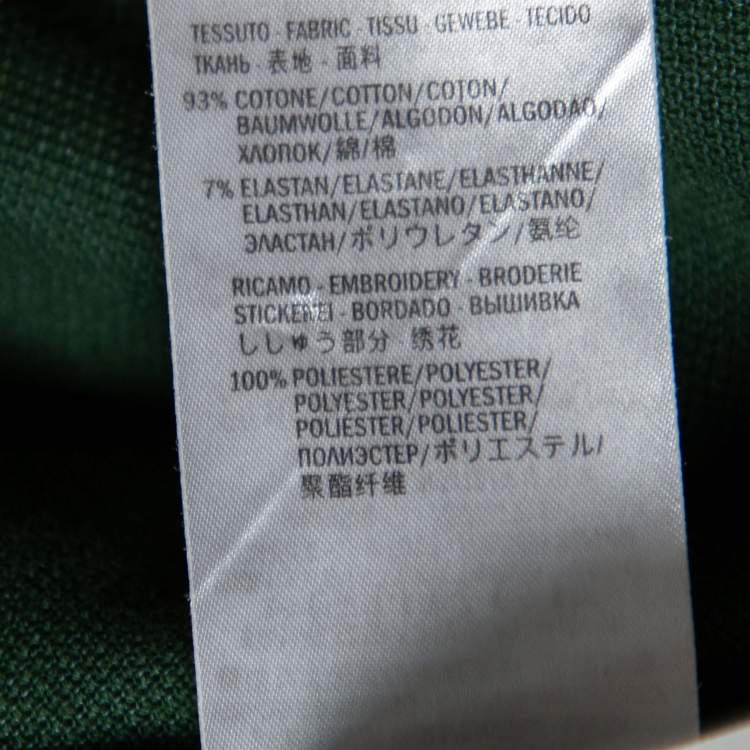 TESSUTO - FABRIC - TISSU - GEWEBE - TECIDO
ТКАНЬ - 表地 - 面料
93% COTONE/COTTON/COTON/
BAUMWOLLE/ALGODÓN/ALGODAO/
ХЛОПОК/綿/棉
7% ELASTAN/ELASTANE/ELASTHANNE/
ELASTHAN/ELASTANO/ELASTANO/
ЭЛАСТАН/ポリウレタン/氨纶
RICAMO - EMBROIDERY - BRODERIE
STICKEREI - BORDADO - ВЫШИВКА
ししゅう部分 绣花
100% POLIESTERE/POLYESTER/
POLYESTER/POLYESTER/
POLIÉSTER/POLIESTER/
ПОЛИЭСТЕР/ポリエステル/
聚酯纤维